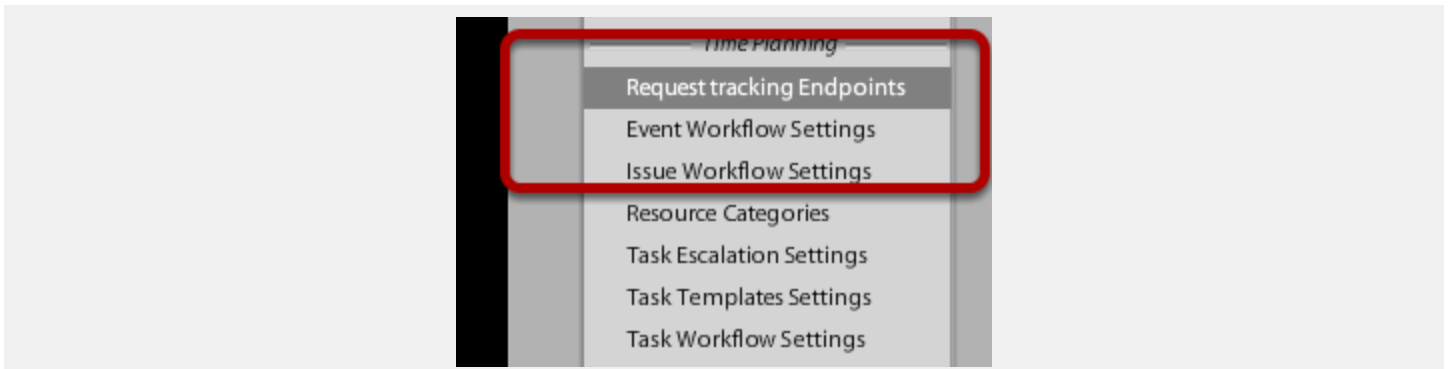 Time Planning
Request tracking Endpoints
Event Workflow Settings
Issue Workflow Settings
Resource Categories
Task Escalation Settings
Task Templates Settings
Task Workflow Settings